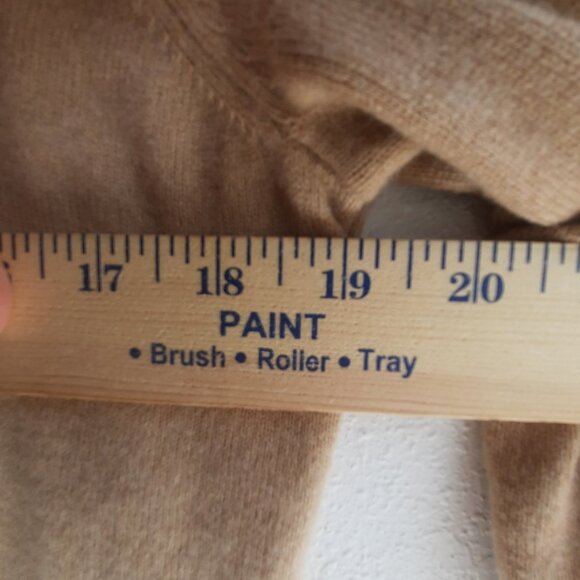 17 18 19 20
PAINT
• Brush • Roller • Tray